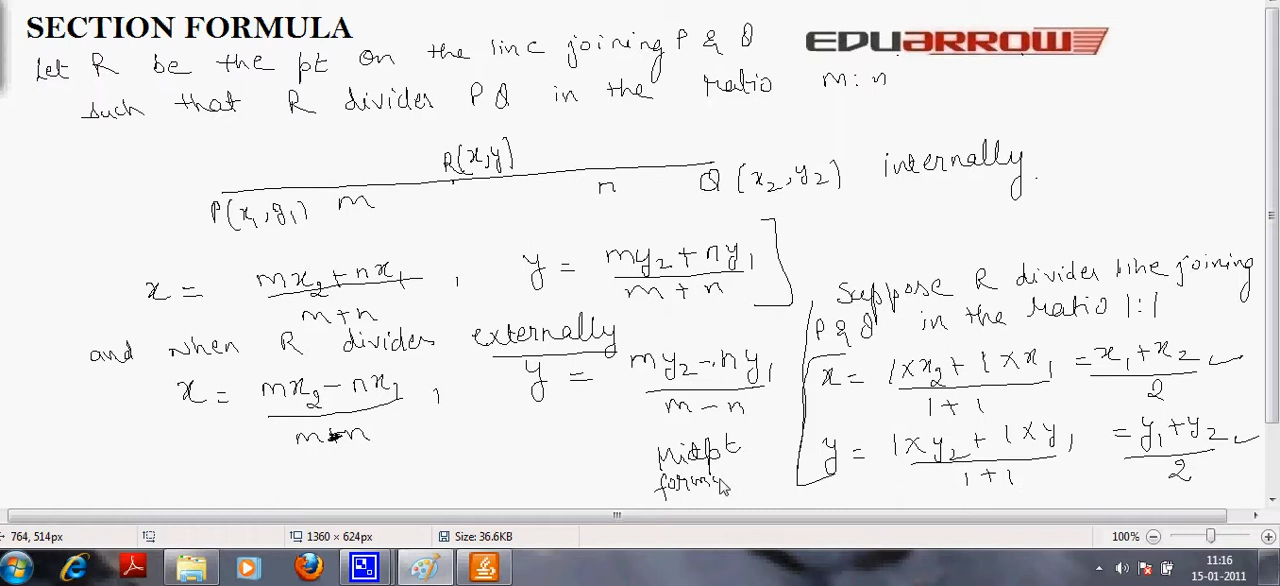 SECTION FORMULA
EDUARROW
Let R be the pt on the line joining P & Q
such that R divides PQ in the ratio m:n
R(x,y)
P(x₁,y₁) m n Q (x₂,y₂) internally.
x = mx₂+nx₁/m+n , y = my₂+ny₁/m+n
and when R divides externally
x = mx₂-nx₁/m-n , y = my₂-ny₁/m-n
, Suppose R divides line joining
P & Q in the ratio 1:1
x = 1×x₂+1×x₁/1+1 = x₁+x₂/2
y = 1×y₂+1×y₁/1+1 = y₁+y₂/2
Midpt
form
764, 514px 1360 × 624px Size: 36.6KB 100%
11:16
15-01-2011